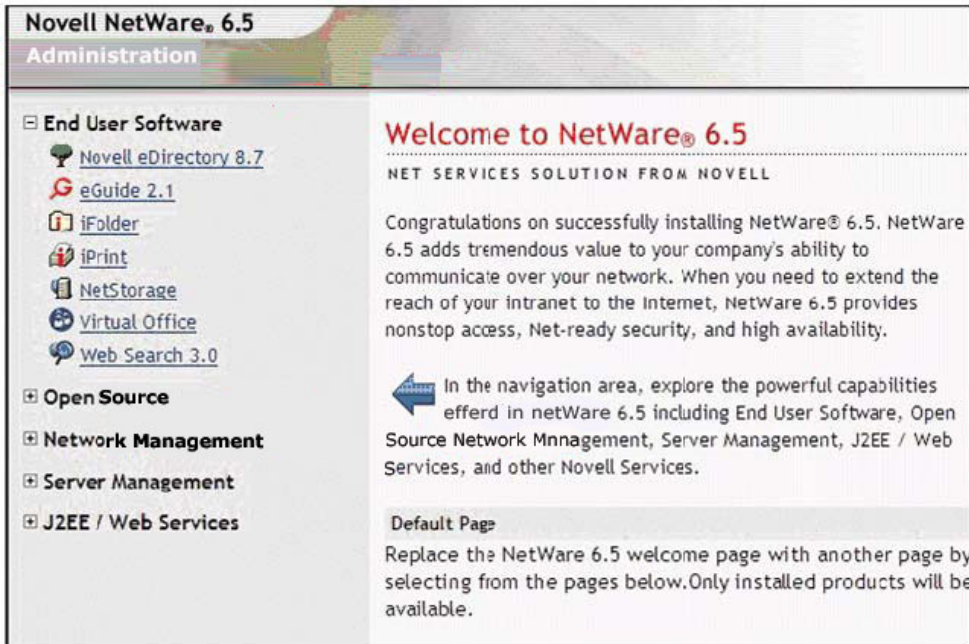 Novell NetWare® 6.5
Administration
End User Software
Novell eDirectory 8.7
eGuide 2.1
iFolder
iPrint
NetStorage
Virtual Office
Web Search 3.0
Open Source
Network Management
Server Management
J2EE / Web Services
Welcome to NetWare® 6.5
NET SERVICES SOLUTION FROM NOVELL
Congratulations on successfully installing NetWare® 6.5. NetWare
6.5 adds tremendous value to your company's ability to
communicate over your network. When you need to extend the
reach of your intranet to the Internet, NetWare 6.5 provides
nonstop access, Net-ready security, and high availability.
In the navigation area, explore the powerful capabilities
efferd in netWare 6.5 including End User Software, Open
Source Network Mnnagement, Server Management, J2EE / Web
Services, and other Novell Services.
Default Page
Replace the NetWare 6.5 welcome page with another page by
selecting from the pages below.Only installed products will be
available.